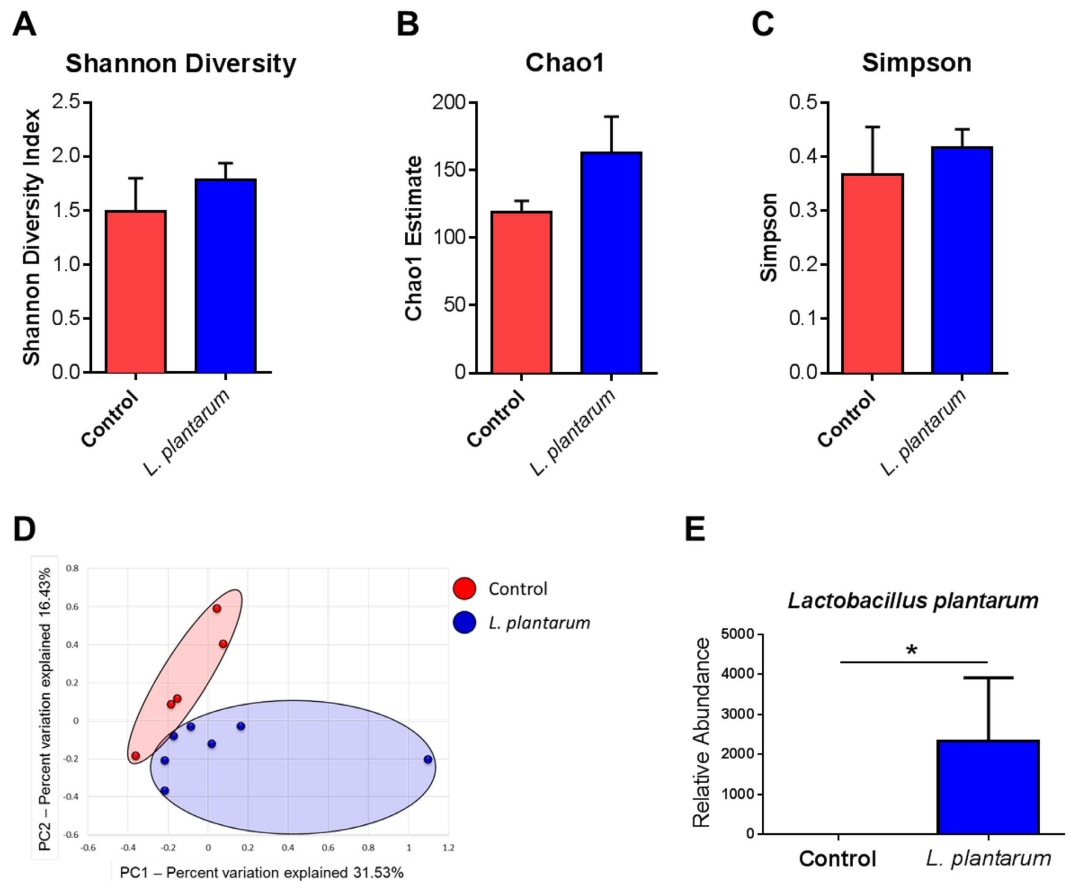 A
Shannon Diversity
Shannon Diversity Index
2.5
2.0
1.5
1.0
0.5
0.0
Control
L. plantarum
B
Chao1
Chao1 Estimate
200
150
100
50
0
Control
L. plantarum
C
Simpson
Simpson
0.5
0.4
0.3
0.2
0.1
0.0
Control
L. plantarum
D
PC2 – Percent variation explained 16.43%
0.8
0.6
0.4
0.2
0
-0.2
-0.4
-0.6
-0.6 -0.4 -0.2 0 0.2 0.4 0.6 0.8 1 1.2
PC1 – Percent variation explained 31.53%
Control
L. plantarum
E
Lactobacillus plantarum
Relative Abundance
5000
4000
3000
2000
1000
0
*
Control L. plantarum